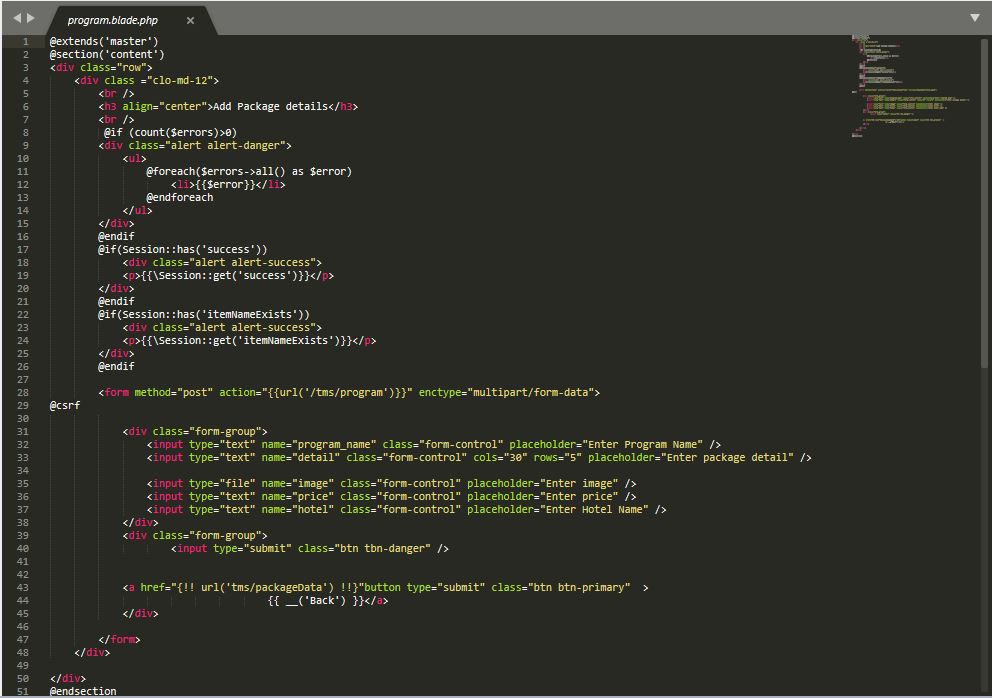 program.blade.php ×
1 @extends('master')
2 @section('content')
3 <div class="row">
4 <div class ="clo-md-12">
5 <br />
6 <h3 align="center">Add Package details</h3>
7 <br />
8 @if (count($errors)>0)
9 <div class="alert alert-danger">
10 <ul>
11 @foreach($errors->all() as $error)
12 <li>{{$error}}</li>
13 @endforeach
14 </ul>
15 </div>
16 @endif
17 @if(Session::has('success'))
18 <div class="alert alert-success">
19 <p>{{\Session::get('success')}}</p>
20 </div>
21 @endif
22 @if(Session::has('itemNameExists'))
23 <div class="alert alert-success">
24 <p>{{\Session::get('itemNameExists')}}</p>
25 </div>
26 @endif
27
28 <form method="post" action="{{url('/tms/program')}}" enctype="multipart/form-data">
29 @csrf
30
31 <div class="form-group">
32 <input type="text" name="program_name" class="form-control" placeholder="Enter Program Name" />
33 <input type="text" name="detail" class="form-control" cols="30" rows="5" placeholder="Enter package detail" />
34
35 <input type="file" name="image" class="form-control" placeholder="Enter image" />
36 <input type="text" name="price" class="form-control" placeholder="Enter price" />
37 <input type="text" name="hotel" class="form-control" placeholder="Enter Hotel Name" />
38 </div>
39 <div class="form-group">
40 <input type="submit" class="btn tbn-danger" />
41
42
43 <a href="{!! url('tms/packageData') !!}"button type="submit" class="btn btn-primary" >
44 {{ __('Back') }}</a>
45 </div>
46
47 </form>
48 </div>
49
50 </div>
51 @endsection